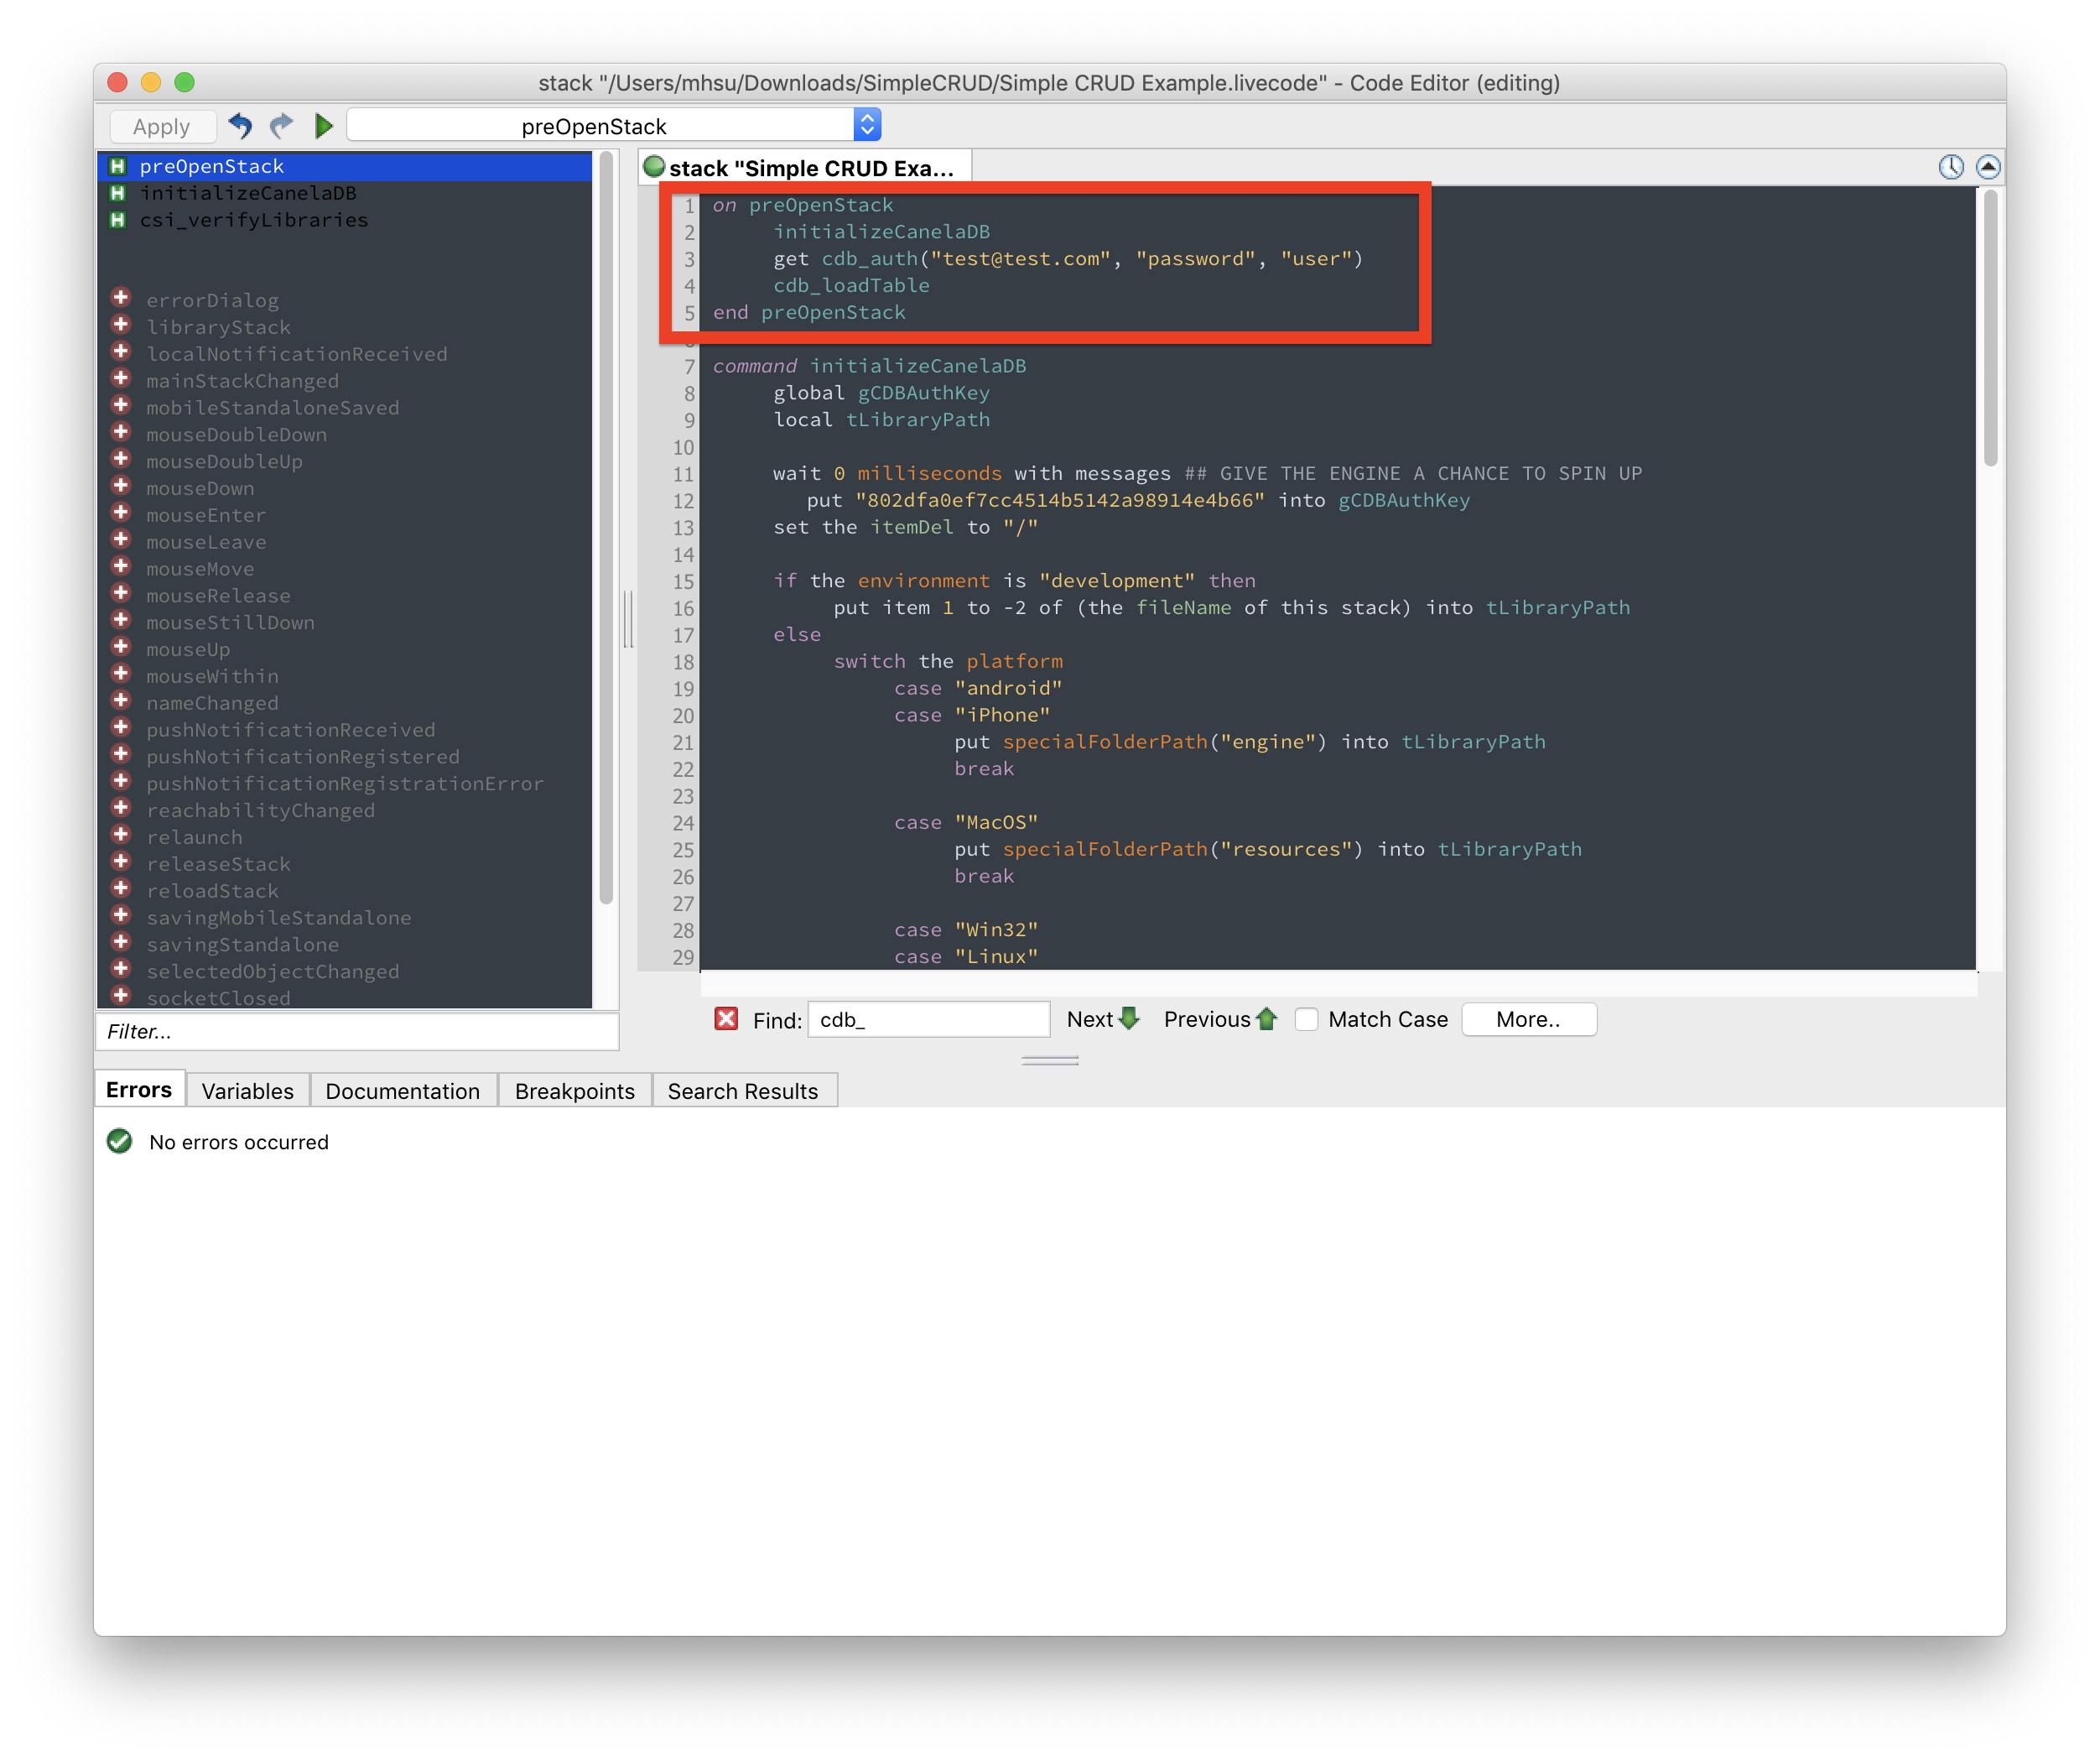 stack "/Users/mhsu/Downloads/SimpleCRUD/Simple CRUD Example.livecode" - Code Editor (editing)
Apply
preOpenStack
preOpenStack
initializeCanelaDB
csi_verifyLibraries
errorDialog
libraryStack
localNotificationReceived
mainStackChanged
mobileStandaloneSaved
mouseDoubleDown
mouseDoubleUp
mouseDown
mouseEnter
mouseLeave
mouseMove
mouseRelease
mouseStillDown
mouseUp
mouseWithin
nameChanged
pushNotificationReceived
pushNotificationRegistered
pushNotificationRegistrationError
reachabilityChanged
relaunch
releaseStack
reloadStack
savingMobileStandalone
savingStandalone
selectedObjectChanged
socketClosed
Filter...
stack "Simple CRUD Exa...
1 on preOpenStack
2 initializeCanelaDB
3 get cdb_auth("test@test.com", "password", "user")
4 cdb_loadTable
5 end preOpenStack
6
7 command initializeCanelaDB
8 global gCDBAuthKey
9 local tLibraryPath
10
11 wait 0 milliseconds with messages ## GIVE THE ENGINE A CHANCE TO SPIN UP
12 put "802dfa0ef7cc4514b5142a98914e4b66" into gCDBAuthKey
13 set the itemDel to "/"
14
15 if the environment is "development" then
16 put item 1 to -2 of (the fileName of this stack) into tLibraryPath
17 else
18 switch the platform
19 case "android"
20 case "iPhone"
21 put specialFolderPath("engine") into tLibraryPath
22 break
23
24 case "MacOS"
25 put specialFolderPath("resources") into tLibraryPath
26 break
27
28 case "Win32"
29 case "Linux"
Find: cdb_ Next Previous Match Case More..
Errors Variables Documentation Breakpoints Search Results
No errors occurred